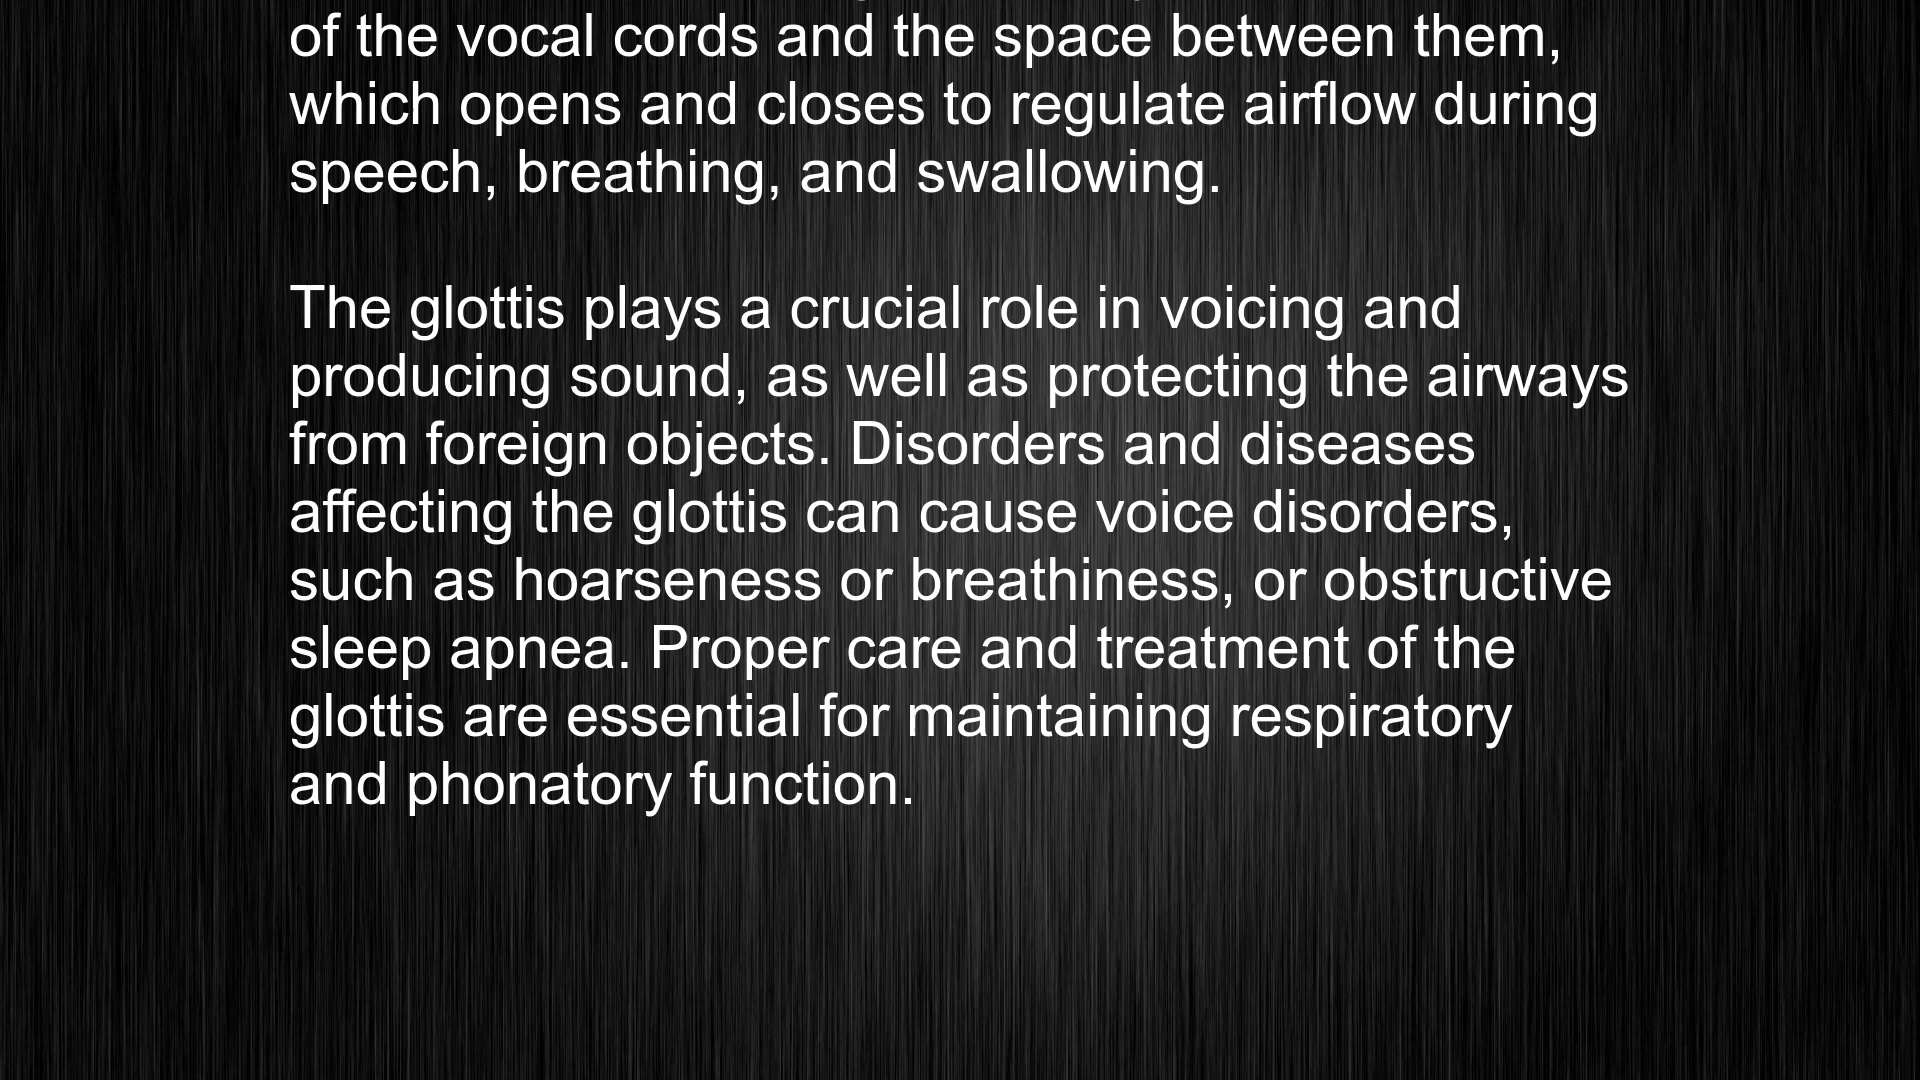 of the vocal cords and the space between them,
which opens and closes to regulate airflow during
speech, breathing, and swallowing.
The glottis plays a crucial role in voicing and
producing sound, as well as protecting the airways
from foreign objects. Disorders and diseases
affecting the glottis can cause voice disorders,
such as hoarseness or breathiness, or obstructive
sleep apnea. Proper care and treatment of the
glottis are essential for maintaining respiratory
and phonatory function.